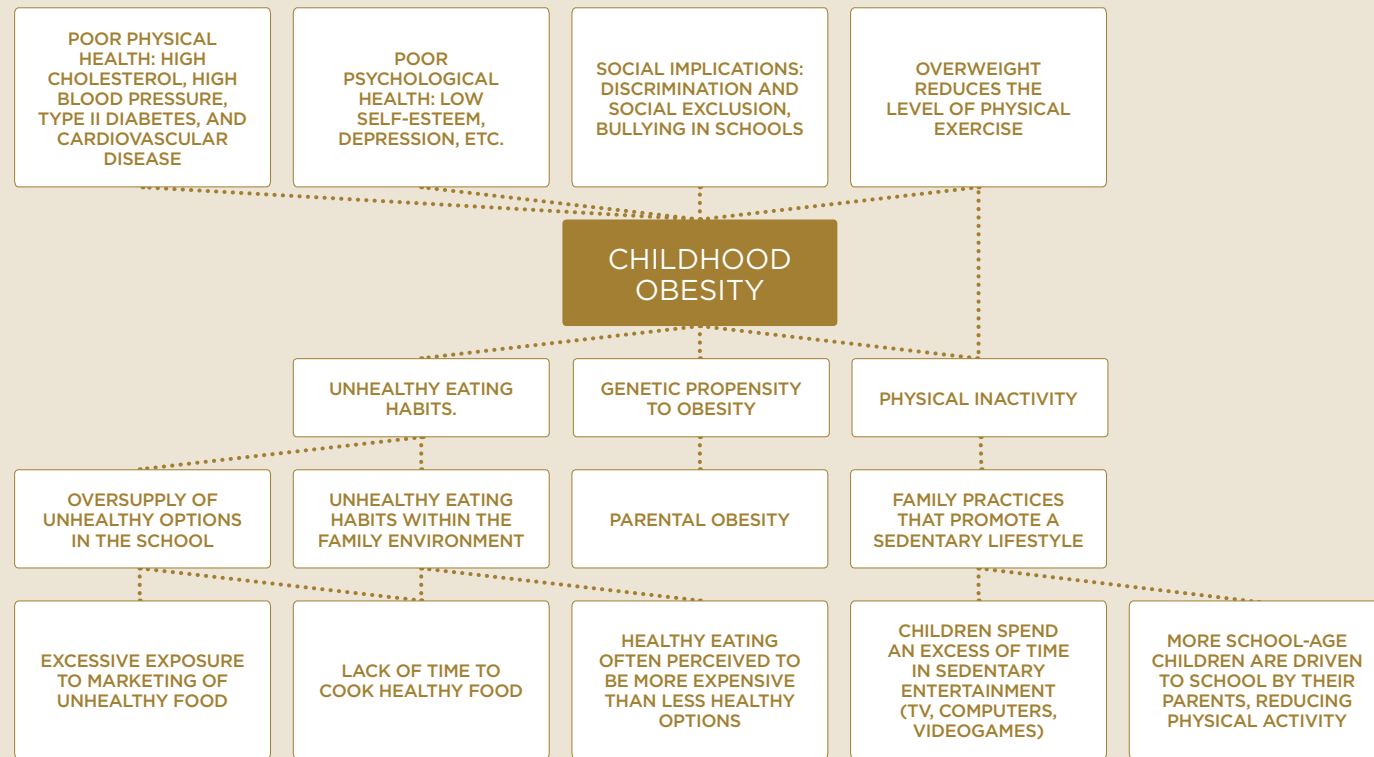 POOR PHYSICAL
HEALTH: HIGH
CHOLESTEROL, HIGH
BLOOD PRESSURE,
TYPE II DIABETES, AND
CARDIOVASCULAR
DISEASE
POOR
PSYCHOLOGICAL
HEALTH: LOW
SELF-ESTEEM,
DEPRESSION, ETC.
SOCIAL IMPLICATIONS:
DISCRIMINATION AND
SOCIAL EXCLUSION,
BULLYING IN SCHOOLS
OVERWEIGHT
REDUCES THE
LEVEL OF PHYSICAL
EXERCISE
CHILDHOOD
OBESITY
UNHEALTHY EATING
HABITS.
GENETIC PROPENSITY
TO OBESITY
PHYSICAL INACTIVITY
OVERSUPPLY OF
UNHEALTHY OPTIONS
IN THE SCHOOL
UNHEALTHY EATING
HABITS WITHIN THE
FAMILY ENVIRONMENT
PARENTAL OBESITY
FAMILY PRACTICES
THAT PROMOTE A
SEDENTARY LIFESTYLE
EXCESSIVE EXPOSURE
TO MARKETING OF
UNHEALTHY FOOD
LACK OF TIME TO
COOK HEALTHY FOOD
HEALTHY EATING
OFTEN PERCEIVED TO
BE MORE EXPENSIVE
THAN LESS HEALTHY
OPTIONS
CHILDREN SPEND
AN EXCESS OF TIME
IN SEDENTARY
ENTERTAINMENT
(TV, COMPUTERS,
VIDEOGAMES)
MORE SCHOOL-AGE
CHILDREN ARE DRIVEN
TO SCHOOL BY THEIR
PARENTS, REDUCING
PHYSICAL ACTIVITY